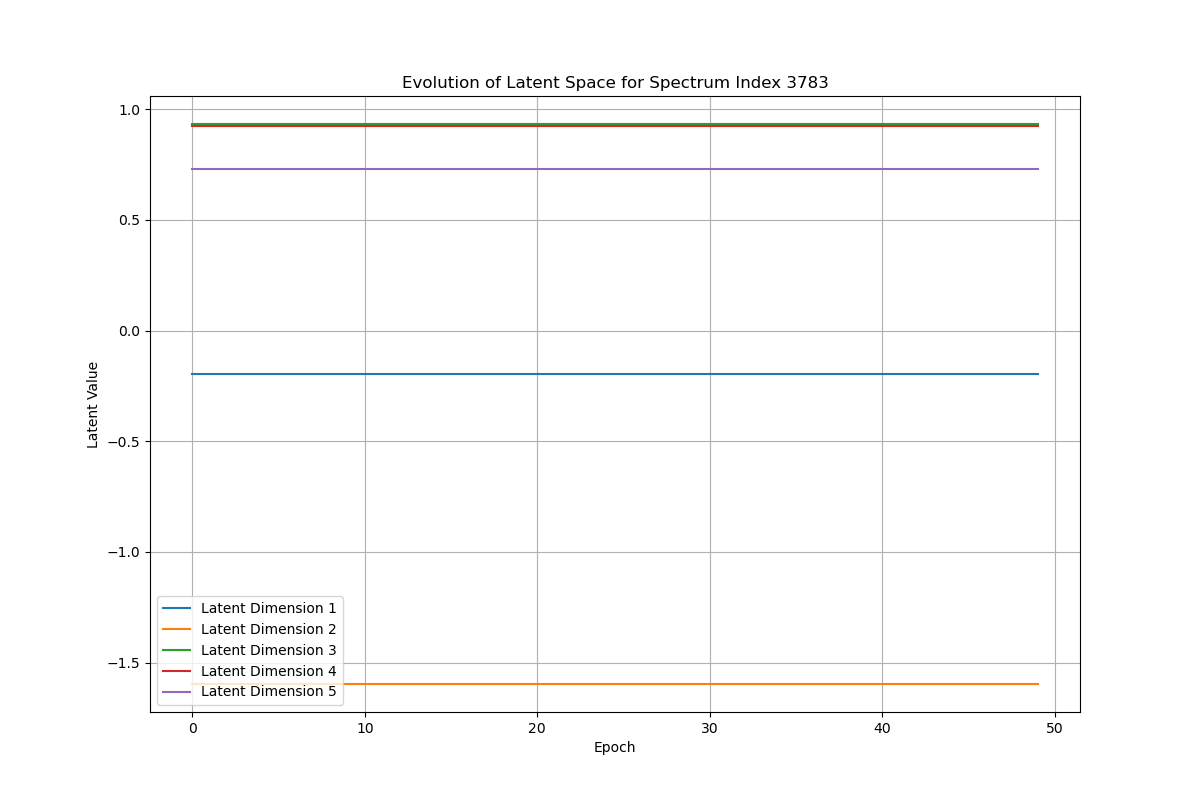 Evolution of Latent Space for Spectrum Index 3783
1.0
0.5
0.0
−0.5
−1.0
−1.5
Latent Value
Latent Dimension 1
Latent Dimension 2
Latent Dimension 3
Latent Dimension 4
Latent Dimension 5
0 10 20 30 40 50
Epoch